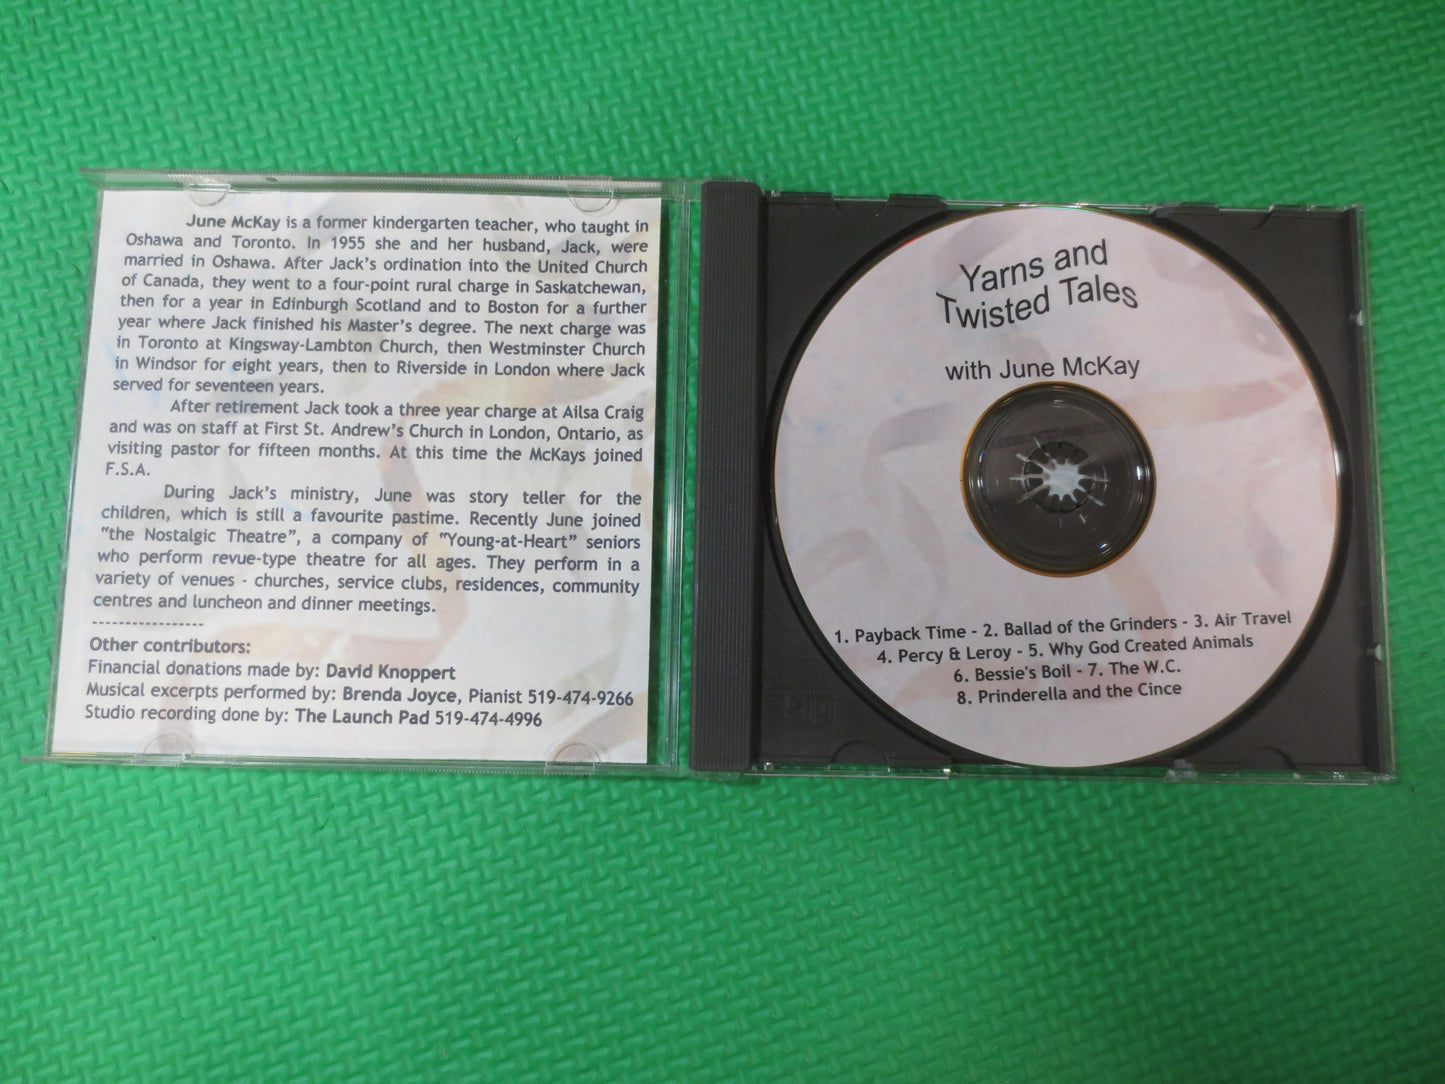 June McKay is a former kindergarten teacher, who taught in
Oshawa and Toronto. In 1955 she and her husband, Jack, were
married in Oshawa. After Jack's ordination into the United Church
of Canada, they went to a four-point rural charge in Saskatchewan,
then for a year in Edinburgh Scotland and to Boston for a further
year where Jack finished his Master's degree. The next charge was
in Toronto at Kingsway-Lambton Church, then Westminster Church
in Windsor for eight years, then to Riverside in London where Jack
served for seventeen years.
After retirement Jack took a three year charge at Ailsa Craig
and was on staff at First St. Andrew's Church in London, Ontario, as
visiting pastor for fifteen months. At this time the McKays joined
F.S.A.
During Jack's ministry, June was story teller for the
children, which is still a favourite pastime. Recently June joined
"the Nostalgic Theatre", a company of "Young-at-Heart" seniors
who perform revue-type theatre for all ages. They perform in a
variety of venues - churches, service clubs, residences, community
centres and luncheon and dinner meetings.
-----------------
Other contributors:
Financial donations made by: David Knoppert
Musical excerpts performed by: Brenda Joyce, Pianist 519-474-9266
Studio recording done by: The Launch Pad 519-474-4996
Yarns and
Twisted Tales
with June McKay
1. Payback Time - 2. Ballad of the Grinders - 3. Air Travel
4. Percy & Leroy - 5. Why God Created Animals
6. Bessie's Boil - 7. The W.C.
8. Prinderella and the Cince